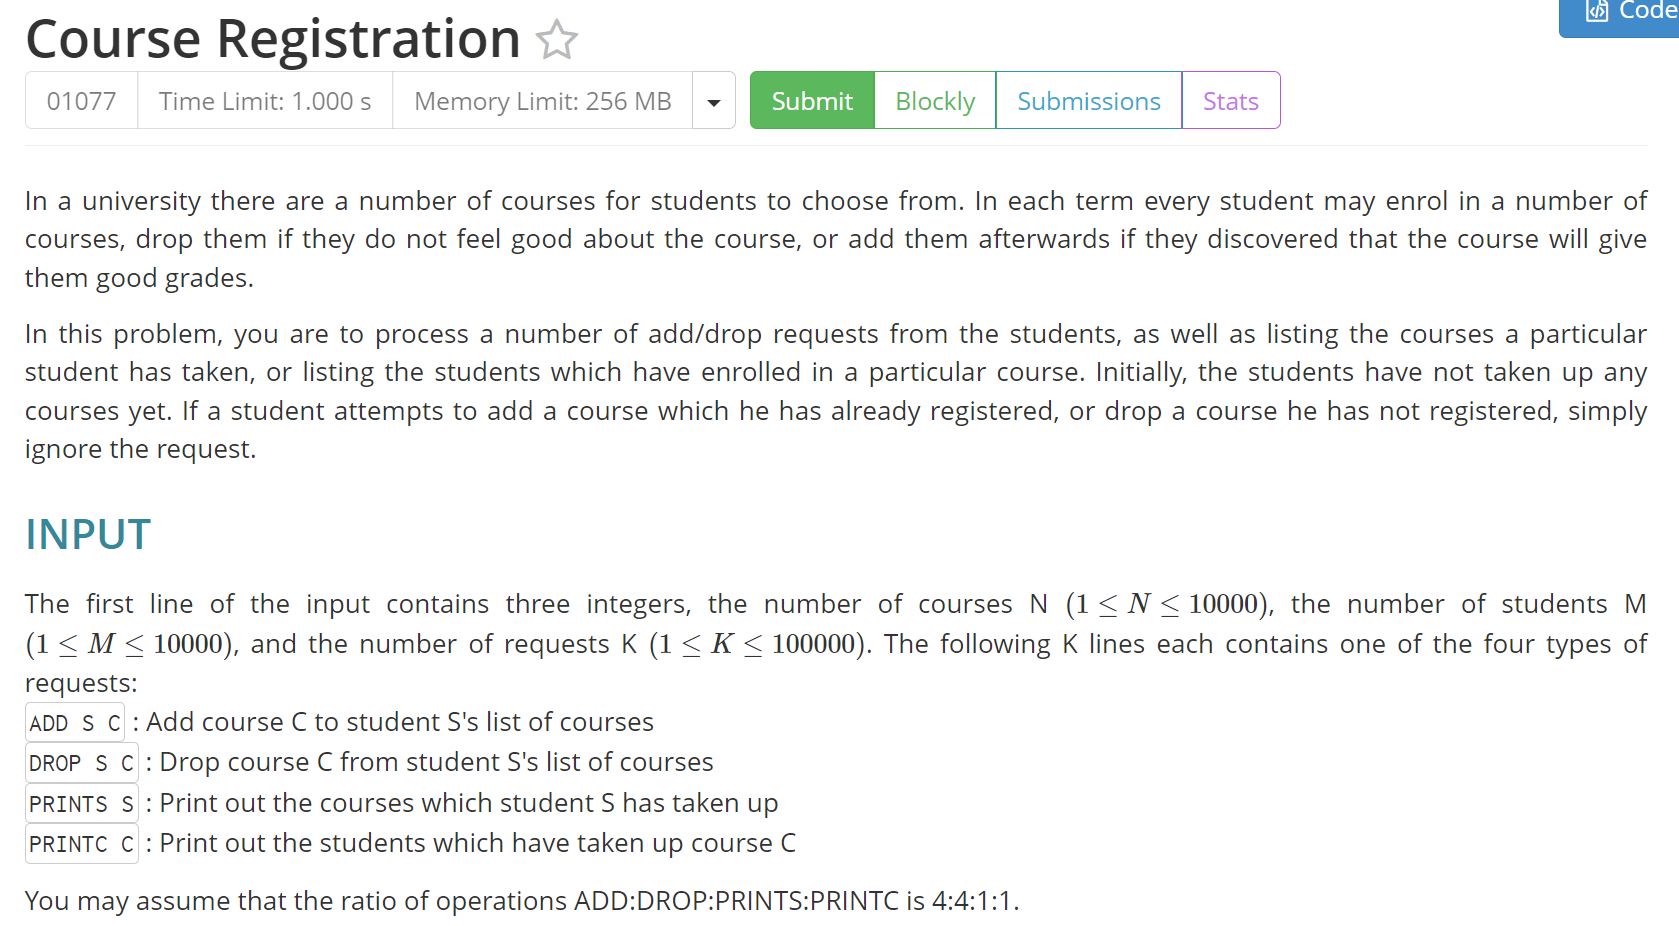 Code
Course Registration
01077 Time Limit: 1.000 s Memory Limit: 256 MB Submit Blockly Submissions Stats
In a university there are a number of courses for students to choose from. In each term every student may enrol in a number of
courses, drop them if they do not feel good about the course, or add them afterwards if they discovered that the course will give
them good grades.
In this problem, you are to process a number of add/drop requests from the students, as well as listing the courses a particular
student has taken, or listing the students which have enrolled in a particular course. Initially, the students have not taken up any
courses yet. If a student attempts to add a course which he has already registered, or drop a course he has not registered, simply
ignore the request.
INPUT
The first line of the input contains three integers, the number of courses N (1 ≤ N ≤ 10000), the number of students M
(1 ≤ M ≤ 10000), and the number of requests K (1 ≤ K ≤ 100000). The following K lines each contains one of the four types of
requests:
ADD S C : Add course C to student S's list of courses
DROP S C : Drop course C from student S's list of courses
PRINTS S : Print out the courses which student S has taken up
PRINTC C : Print out the students which have taken up course C
You may assume that the ratio of operations ADD:DROP:PRINTS:PRINTC is 4:4:1:1.